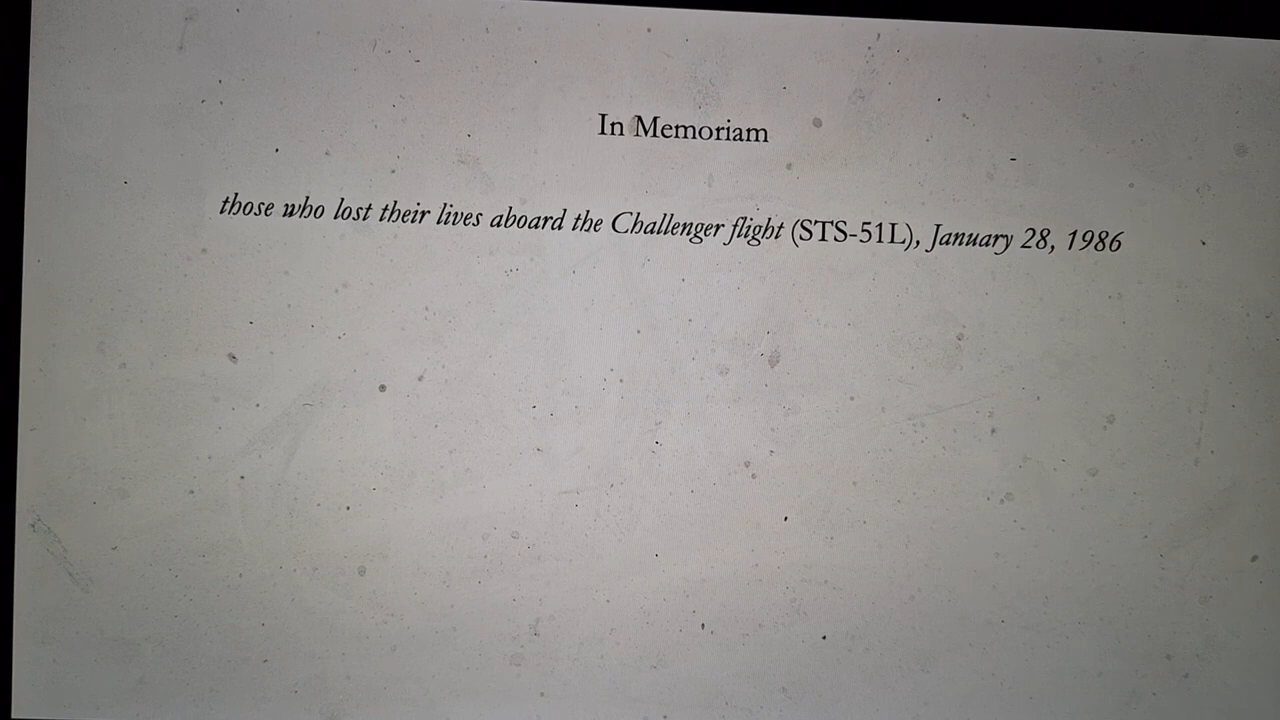 In Memoriam
those who lost their lives aboard the Challenger flight (STS-51L), January 28, 1986